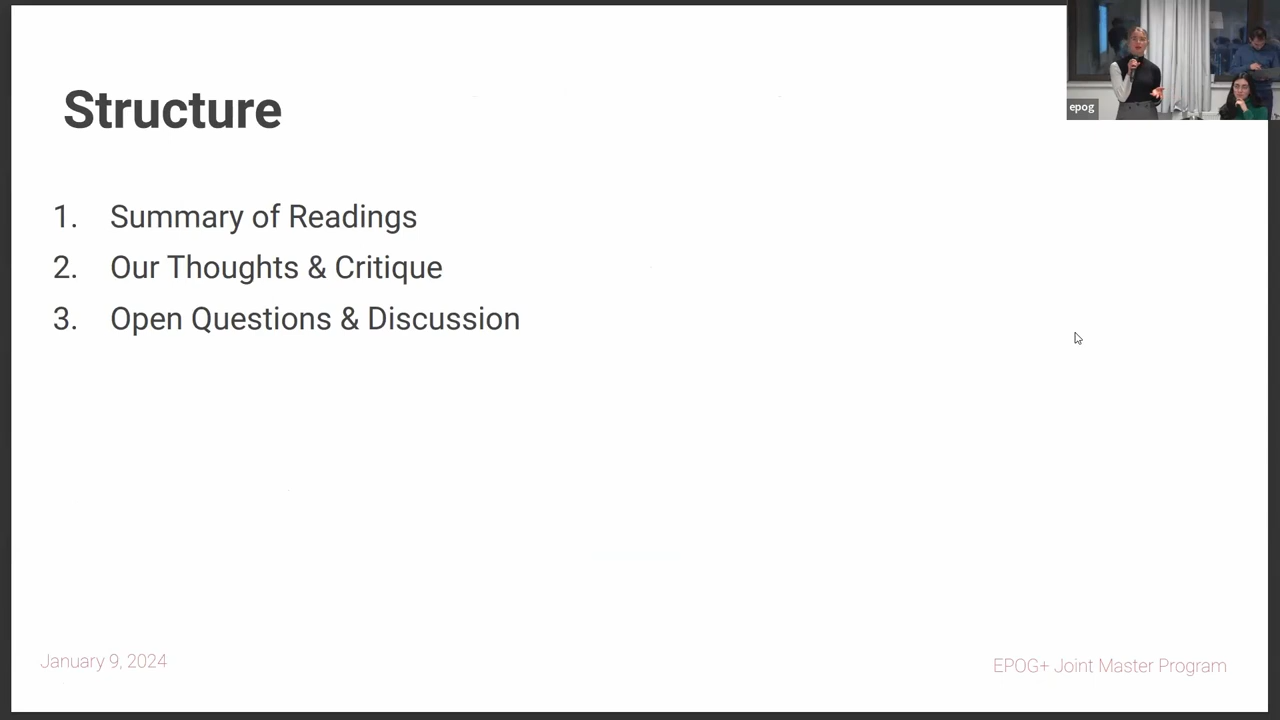 Structure
1. Summary of Readings
2. Our Thoughts & Critique
3. Open Questions & Discussion
epog
January 9, 2024
EPOG+ Joint Master Program